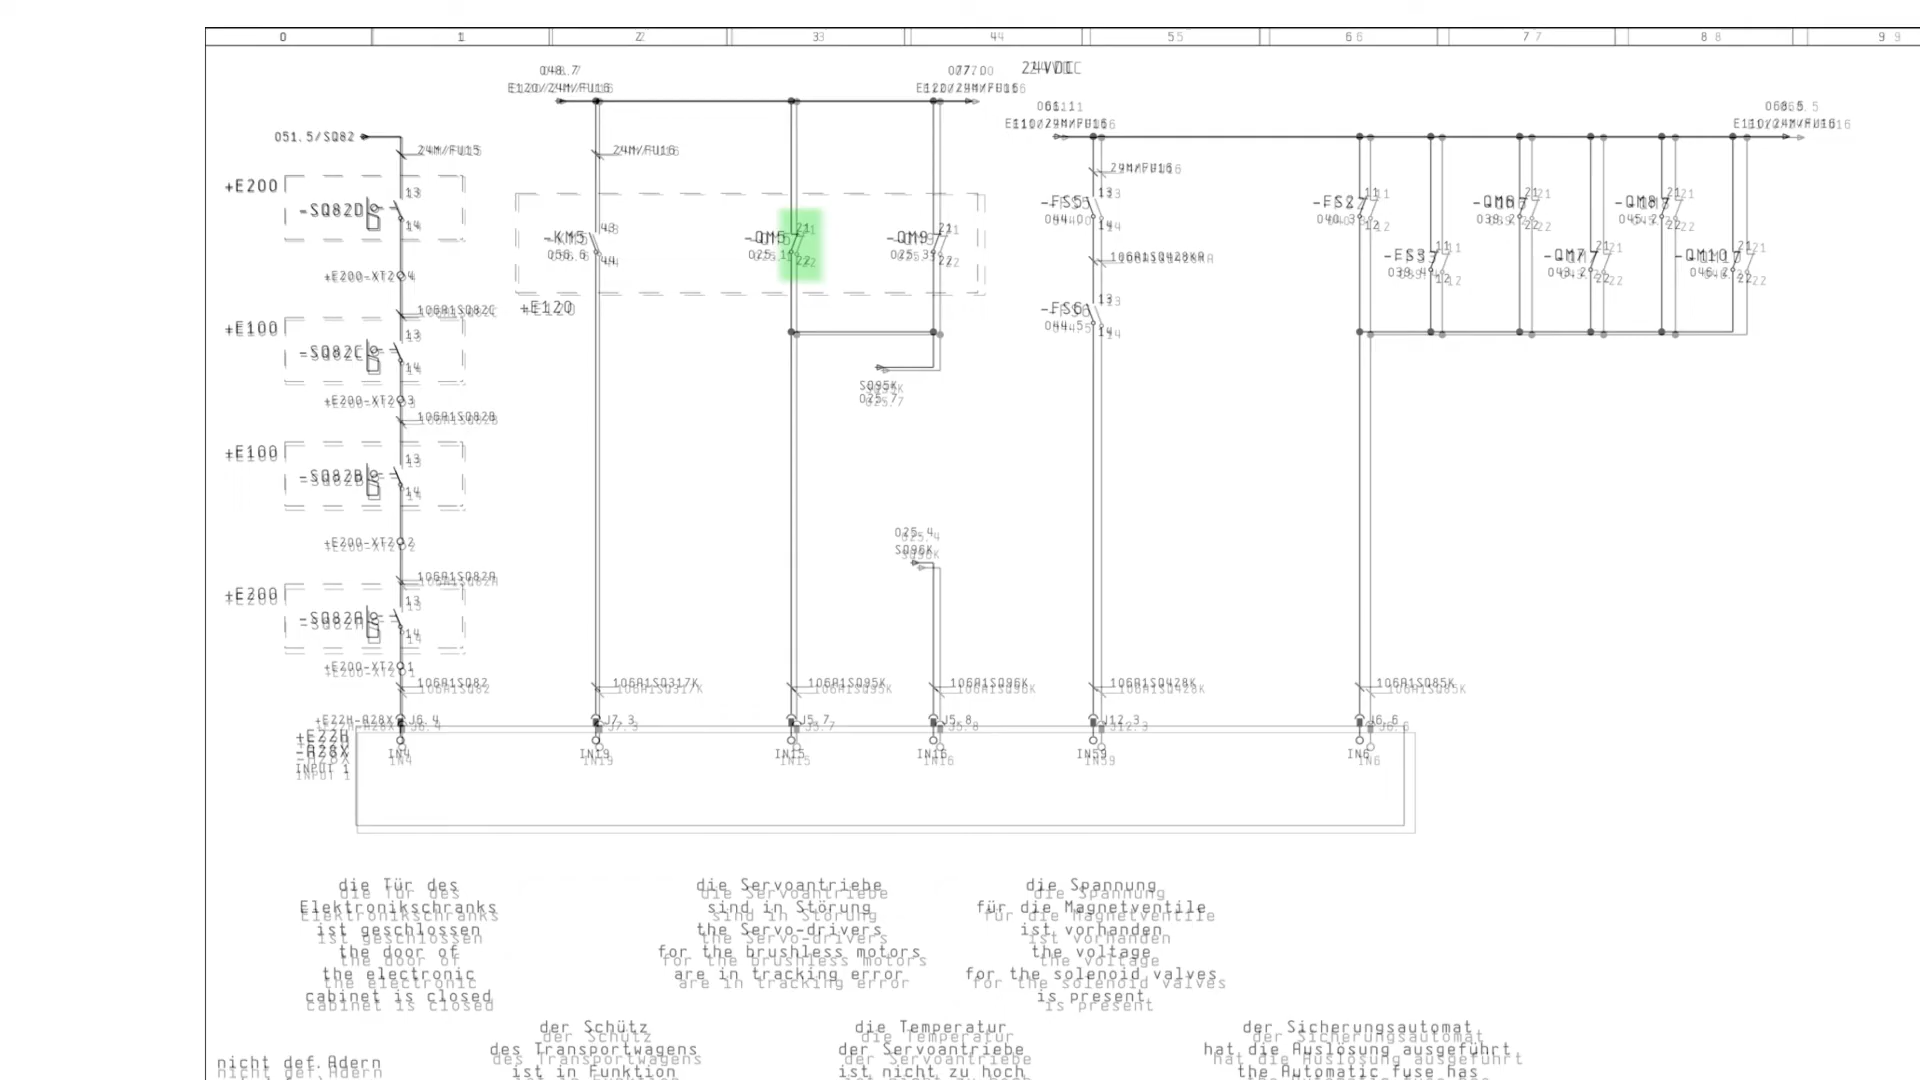 0 1 2 3 4 5 6 7 8 9
24VDC
048.7
E120/24M/FU16
077.0
E120/24M/FU16
061.1
E110/24M/FU16
068.5
E110/24M/FU16
051.5/SQ82
24M/FU15
24M/FU16
24M/FU16
+E200
-SQ82D
13
14
+E200-XT2 4
106A1SQ82C
+E100
-SQ82C
13
14
+E200-XT2 3
106A1SQ82B
+E100
-SQ82B
13
14
+E200-XT2 2
106A1SQ82A
+E200
-SQ82A
13
14
+E200-XT2 1
106A1SQ82
-KM5
43
44
+E120
-QM5
025.1
21
22
-QM9
025.3
21
22
SQ95K
025.7
025.4
SQ96K
-FS5
044.0
13
14
106A1SQ428KA
-FS6
044.5
13
14
-FS2
040.3
11
12
-FS3
039.4
11
12
-QM6
039.2
21
22
-QM7
043.2
21
22
-QM8
045.2
21
22
-QM10
046.2
21
22
106A1SQ317K
106A1SQ95K
106A1SQ96K
106A1SQ428K
106A1SQ85K
+E22H-A28X J6.4
J7.3
J5.7
J5.8
J12.3
J6.6
+E22H
-A28X
INPUT 1
IN4
IN19
IN15
IN16
IN59
IN6
die Tür des
Elektronikschranks
ist geschlossen
the door of
the electronic
cabinet is closed
die Servoantriebe
sind in Störung
the Servo-drivers
for the brushless motors
are in tracking error
die Spannung
für die Magnetventile
ist vorhanden
the voltage
for the solenoid valves
is present
nicht def.Adern
der Schütz
des Transportwagens
ist in Funktion
die Temperatur
der Servoantriebe
ist nicht zu hoch
der Sicherungsautomat
hat die Auslösung ausgeführt
the Automatic fuse has